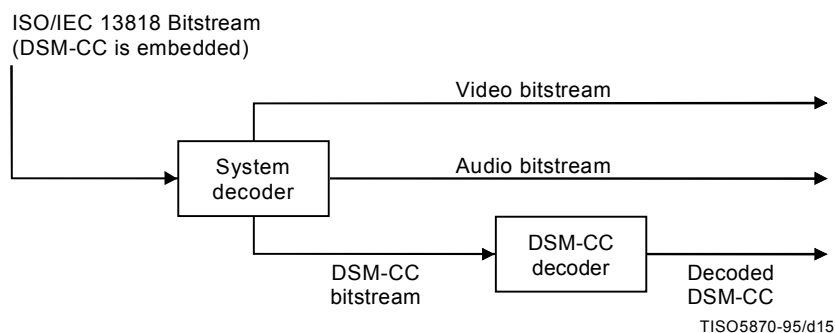 ISO/IEC 13818 Bitstream
(DSM-CC is embedded)
Video bitstream
System
decoder
Audio bitstream
DSM-CC
bitstream
DSM-CC
decoder
Decoded
DSM-CC
TISO5870-95/d15